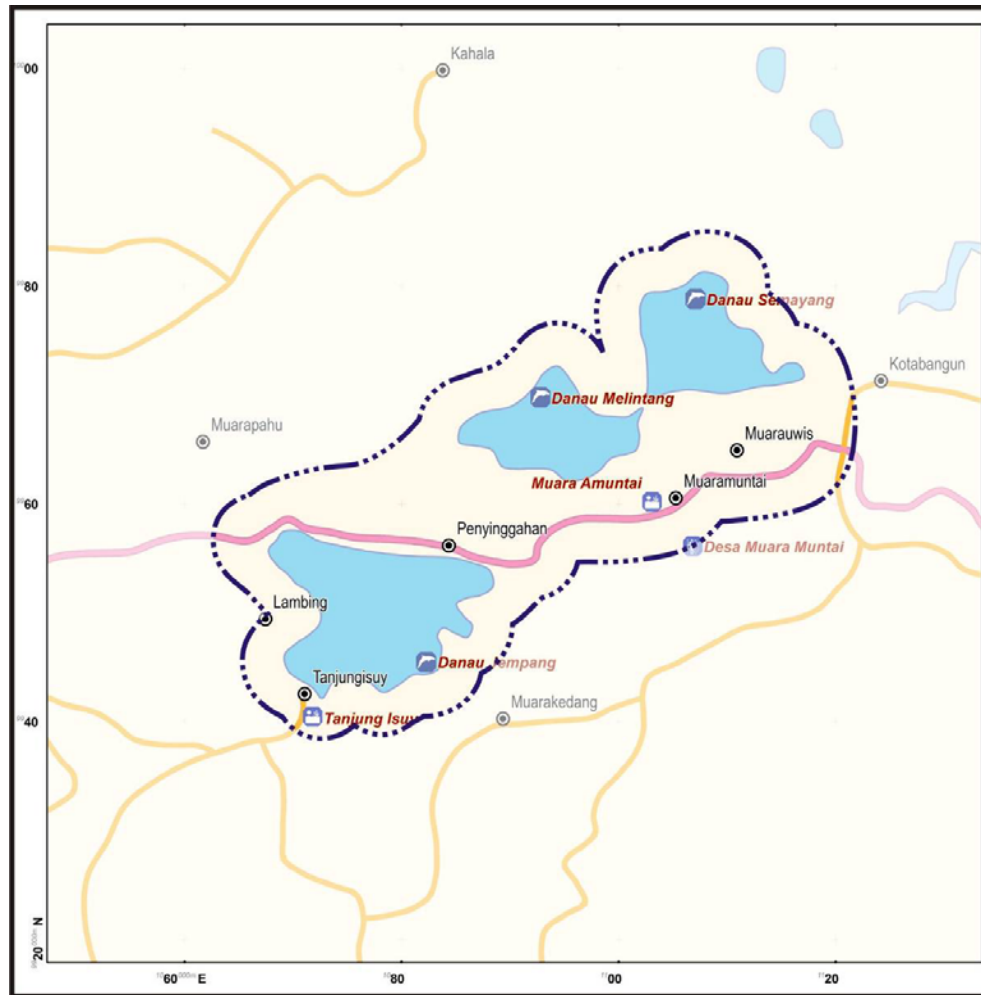 00
Kahala
80
Danau Semayang
Kotabangun
Danau Melintang
Muarapahu
Muarauwis
Muara Amuntai
Muaramuntai
60
Penyinggahan
Desa Muara Muntai
Lambing
Danau Jempang
Tanjungisuy
Muarakedang
Tanjung Isuy
40
20
N
60
E
80
00
20